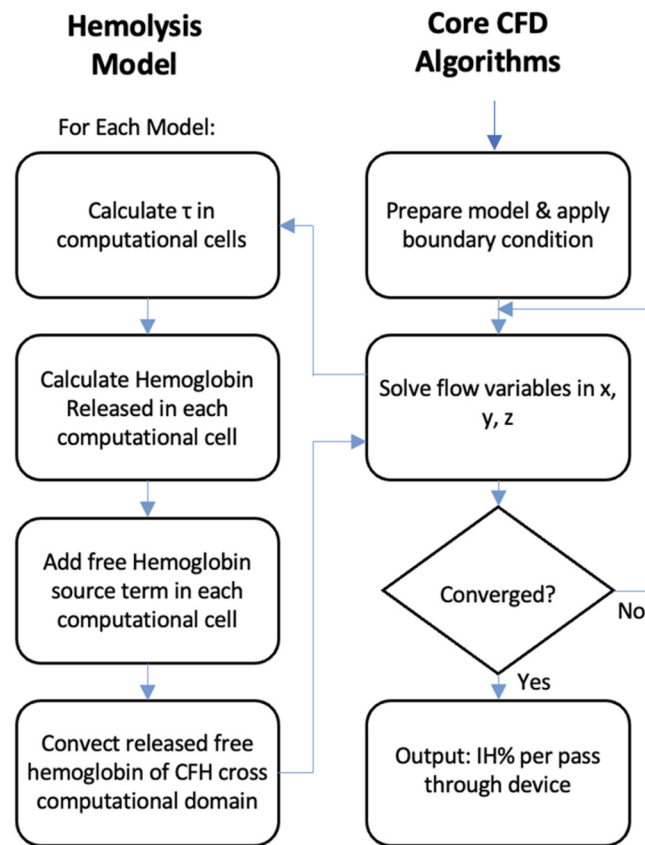 Hemolysis
Model
For Each Model:
Calculate τ in
computational cells
Calculate Hemoglobin
Released in each
computational cell
Add free Hemoglobin
source term in each
computational cell
Convect released free
hemoglobin of CFH cross
computational domain
Core CFD
Algorithms
Prepare model & apply
boundary condition
Solve flow variables in x,
y, z
Converged?
No
Yes
Output: IH% per pass
through device